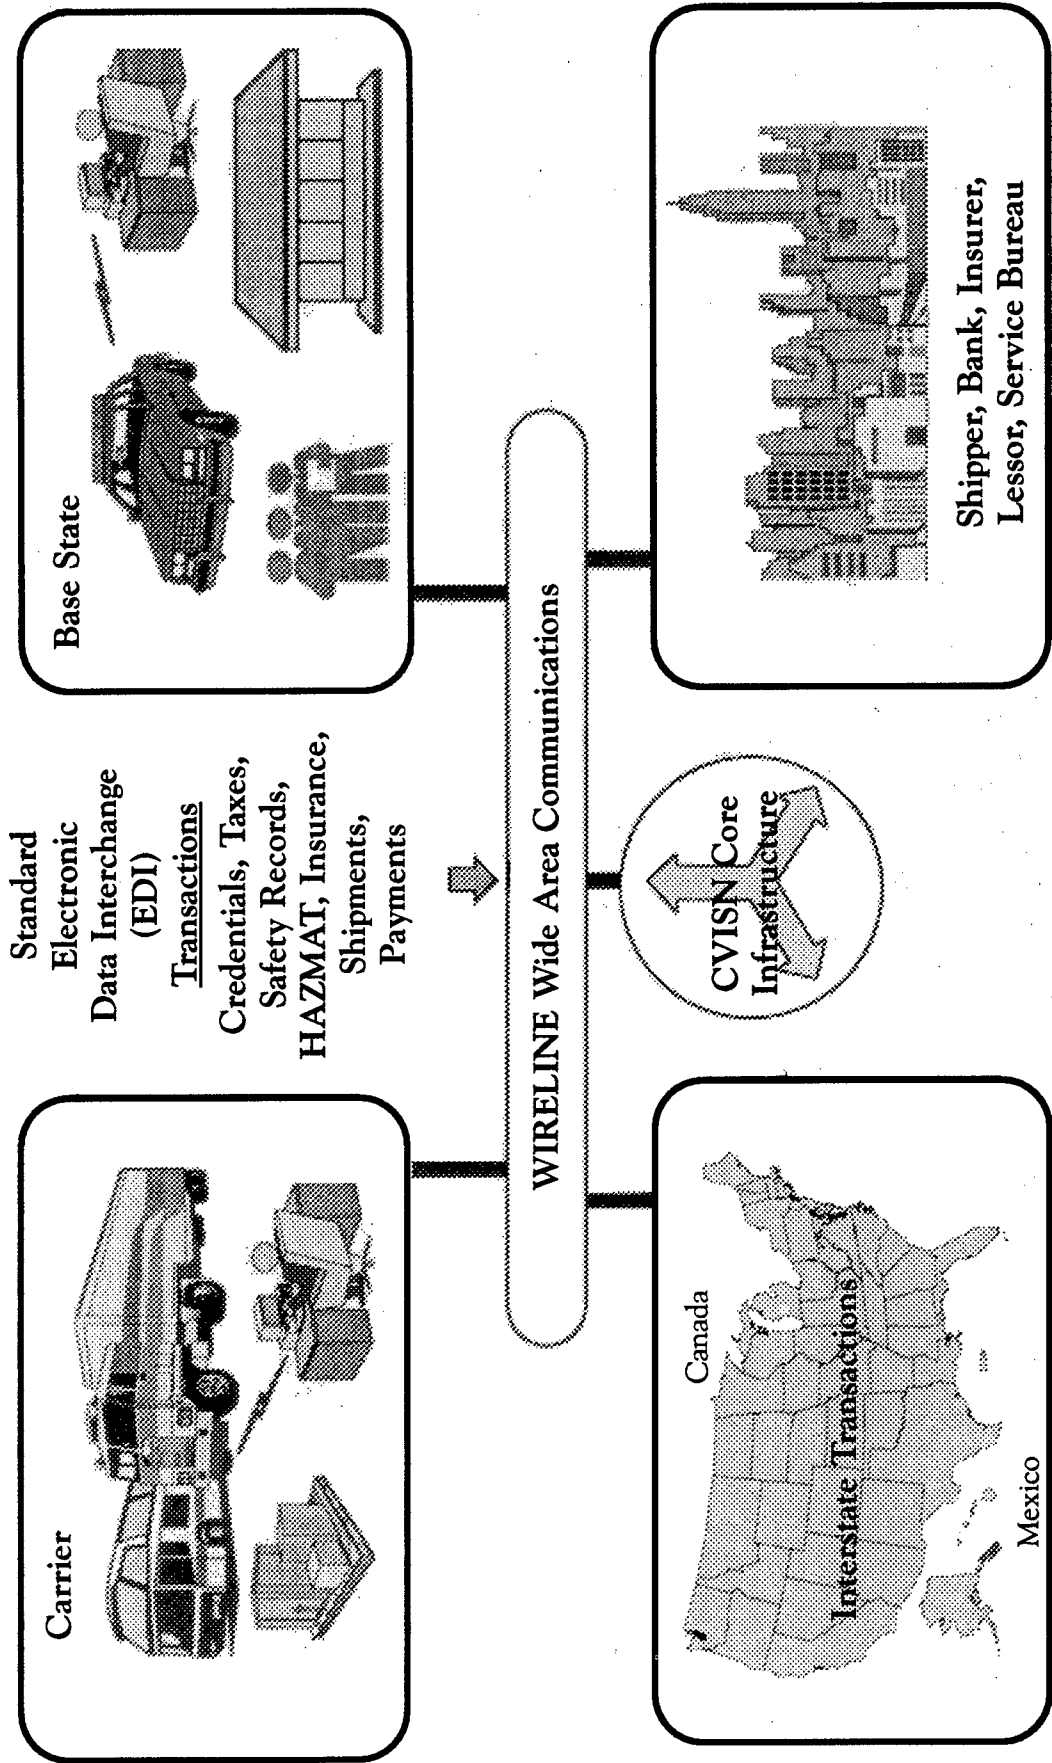 Carrier
Standard
Electronic
Data Interchange
(EDI)
Transactions
Credentials, Taxes,
Safety Records,
HAZMAT, Insurance,
Shipments,
Payments
Base State
WIRELINE Wide Area Communications
Canada
Interstate Transactions
Mexico
CVISN Core
Infrastructure
Shipper, Bank, Insurer,
Lessor, Service Bureau